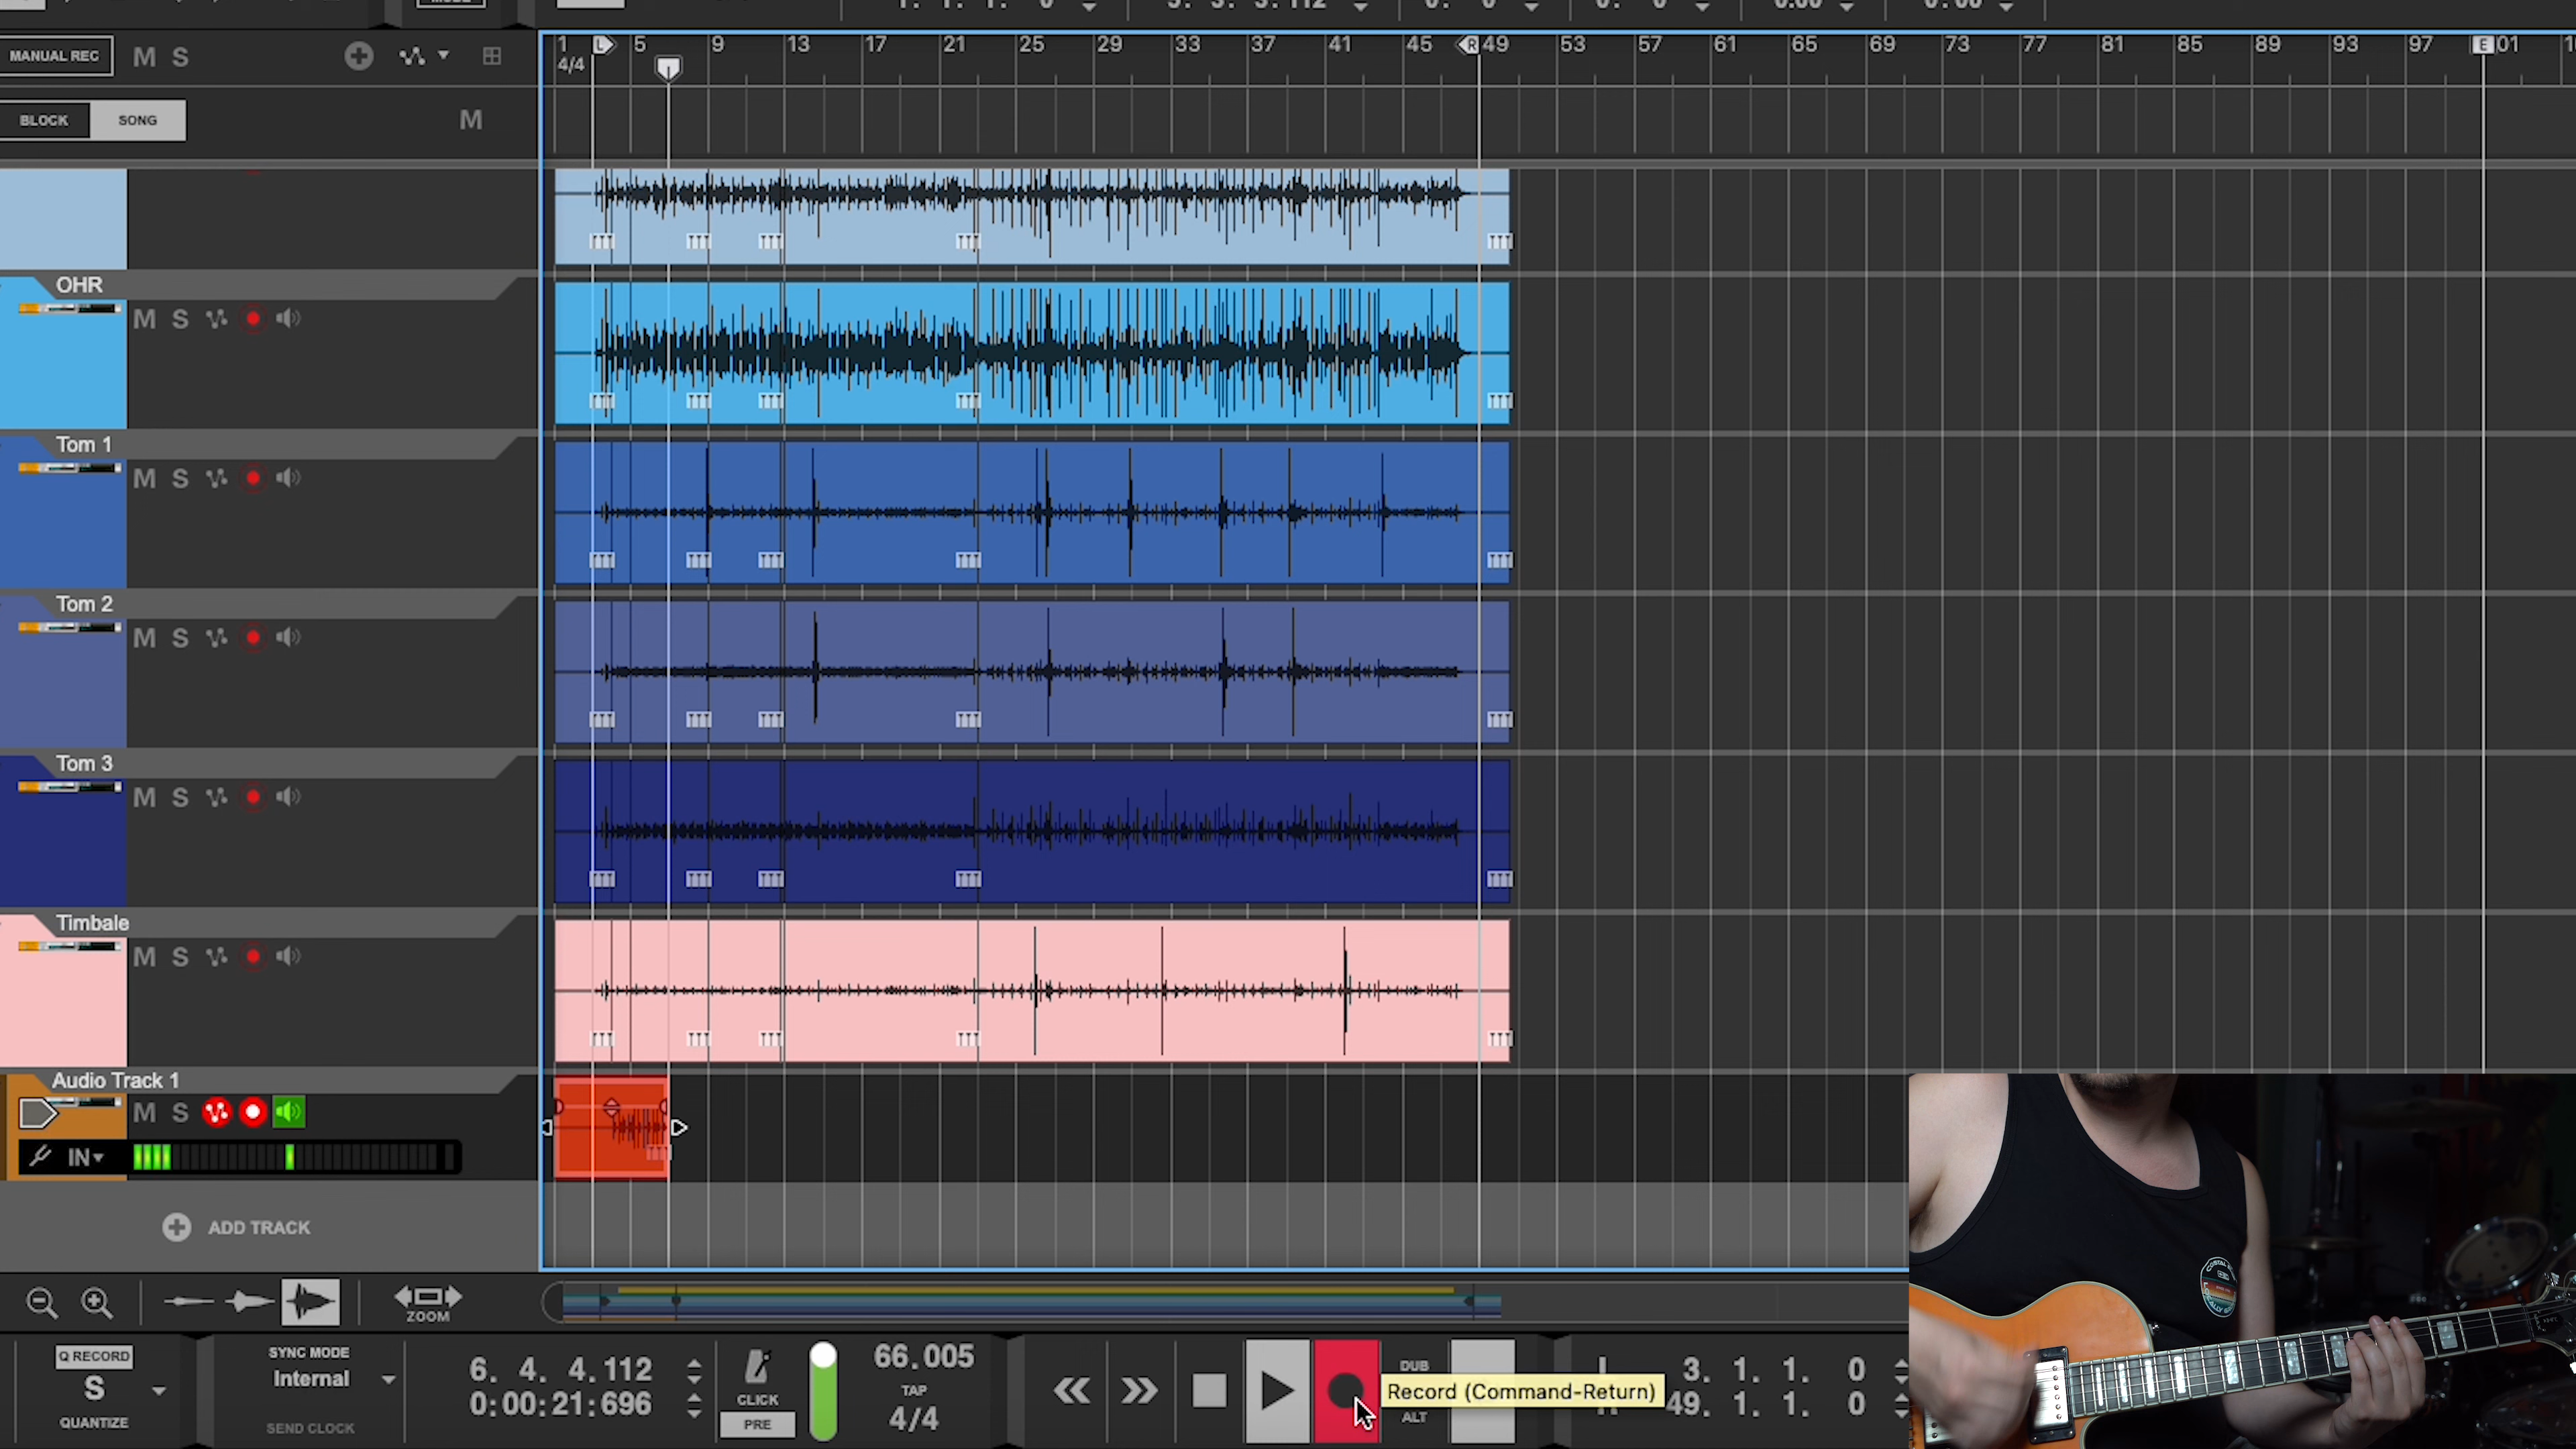 MANUAL REC M S
1 L 5 9 13 17 21 25 29 33 37 41 45 R 49 53 57 61 65 69 73 77 81 85 89 93 97 E 01
4/4
BLOCK SONG M
OHR
M S
Tom 1
M S
Tom 2
M S
Tom 3
M S
Timbale
M S
Audio Track 1
M S
IN
ADD TRACK
ZOOM
Q RECORD
S
QUANTIZE
SYNC MODE
Internal
SEND CLOCK
6. 4. 4.112
0:00:21:696
CLICK
PRE
66.005
TAP
4/4
DUB
ALT
Record (Command-Return)
L 3. 1. 1. 0
49. 1. 1. 0